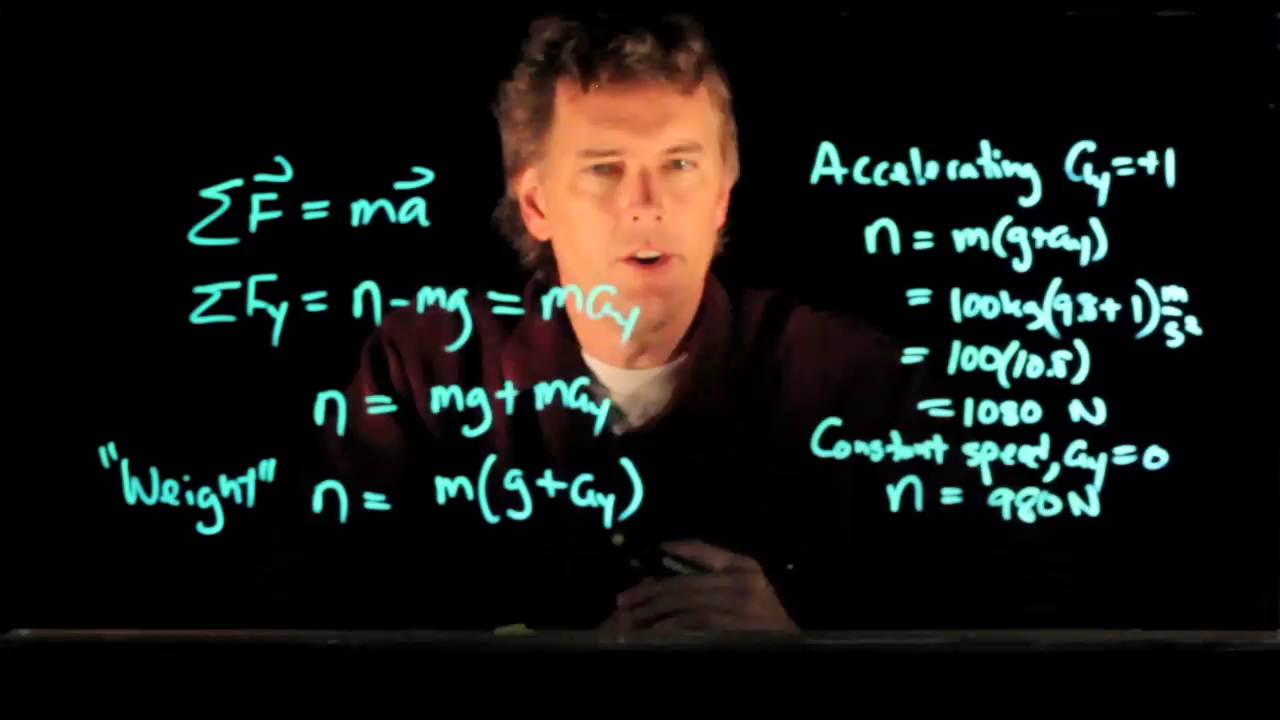 ΣF⃗ = ma⃗
ΣFy = n-mg = may
n = mg+may
"Weight" n = m(g+ay)
Accelerating ay=+1
n = m(g+ay)
= 100kg(9.8+1)m/s²
= 100(10.8)
= 1080 N
Constant speed, ay=0
n = 980N